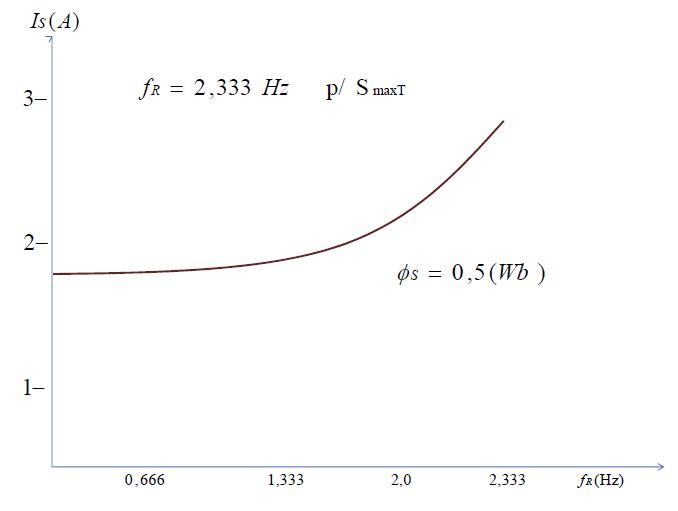 Is(A)
fR = 2,333 Hz p/ S maxT
3
2
ϕs = 0,5(Wb )
1
0,666 1,333 2,0 2,333 fR(Hz)